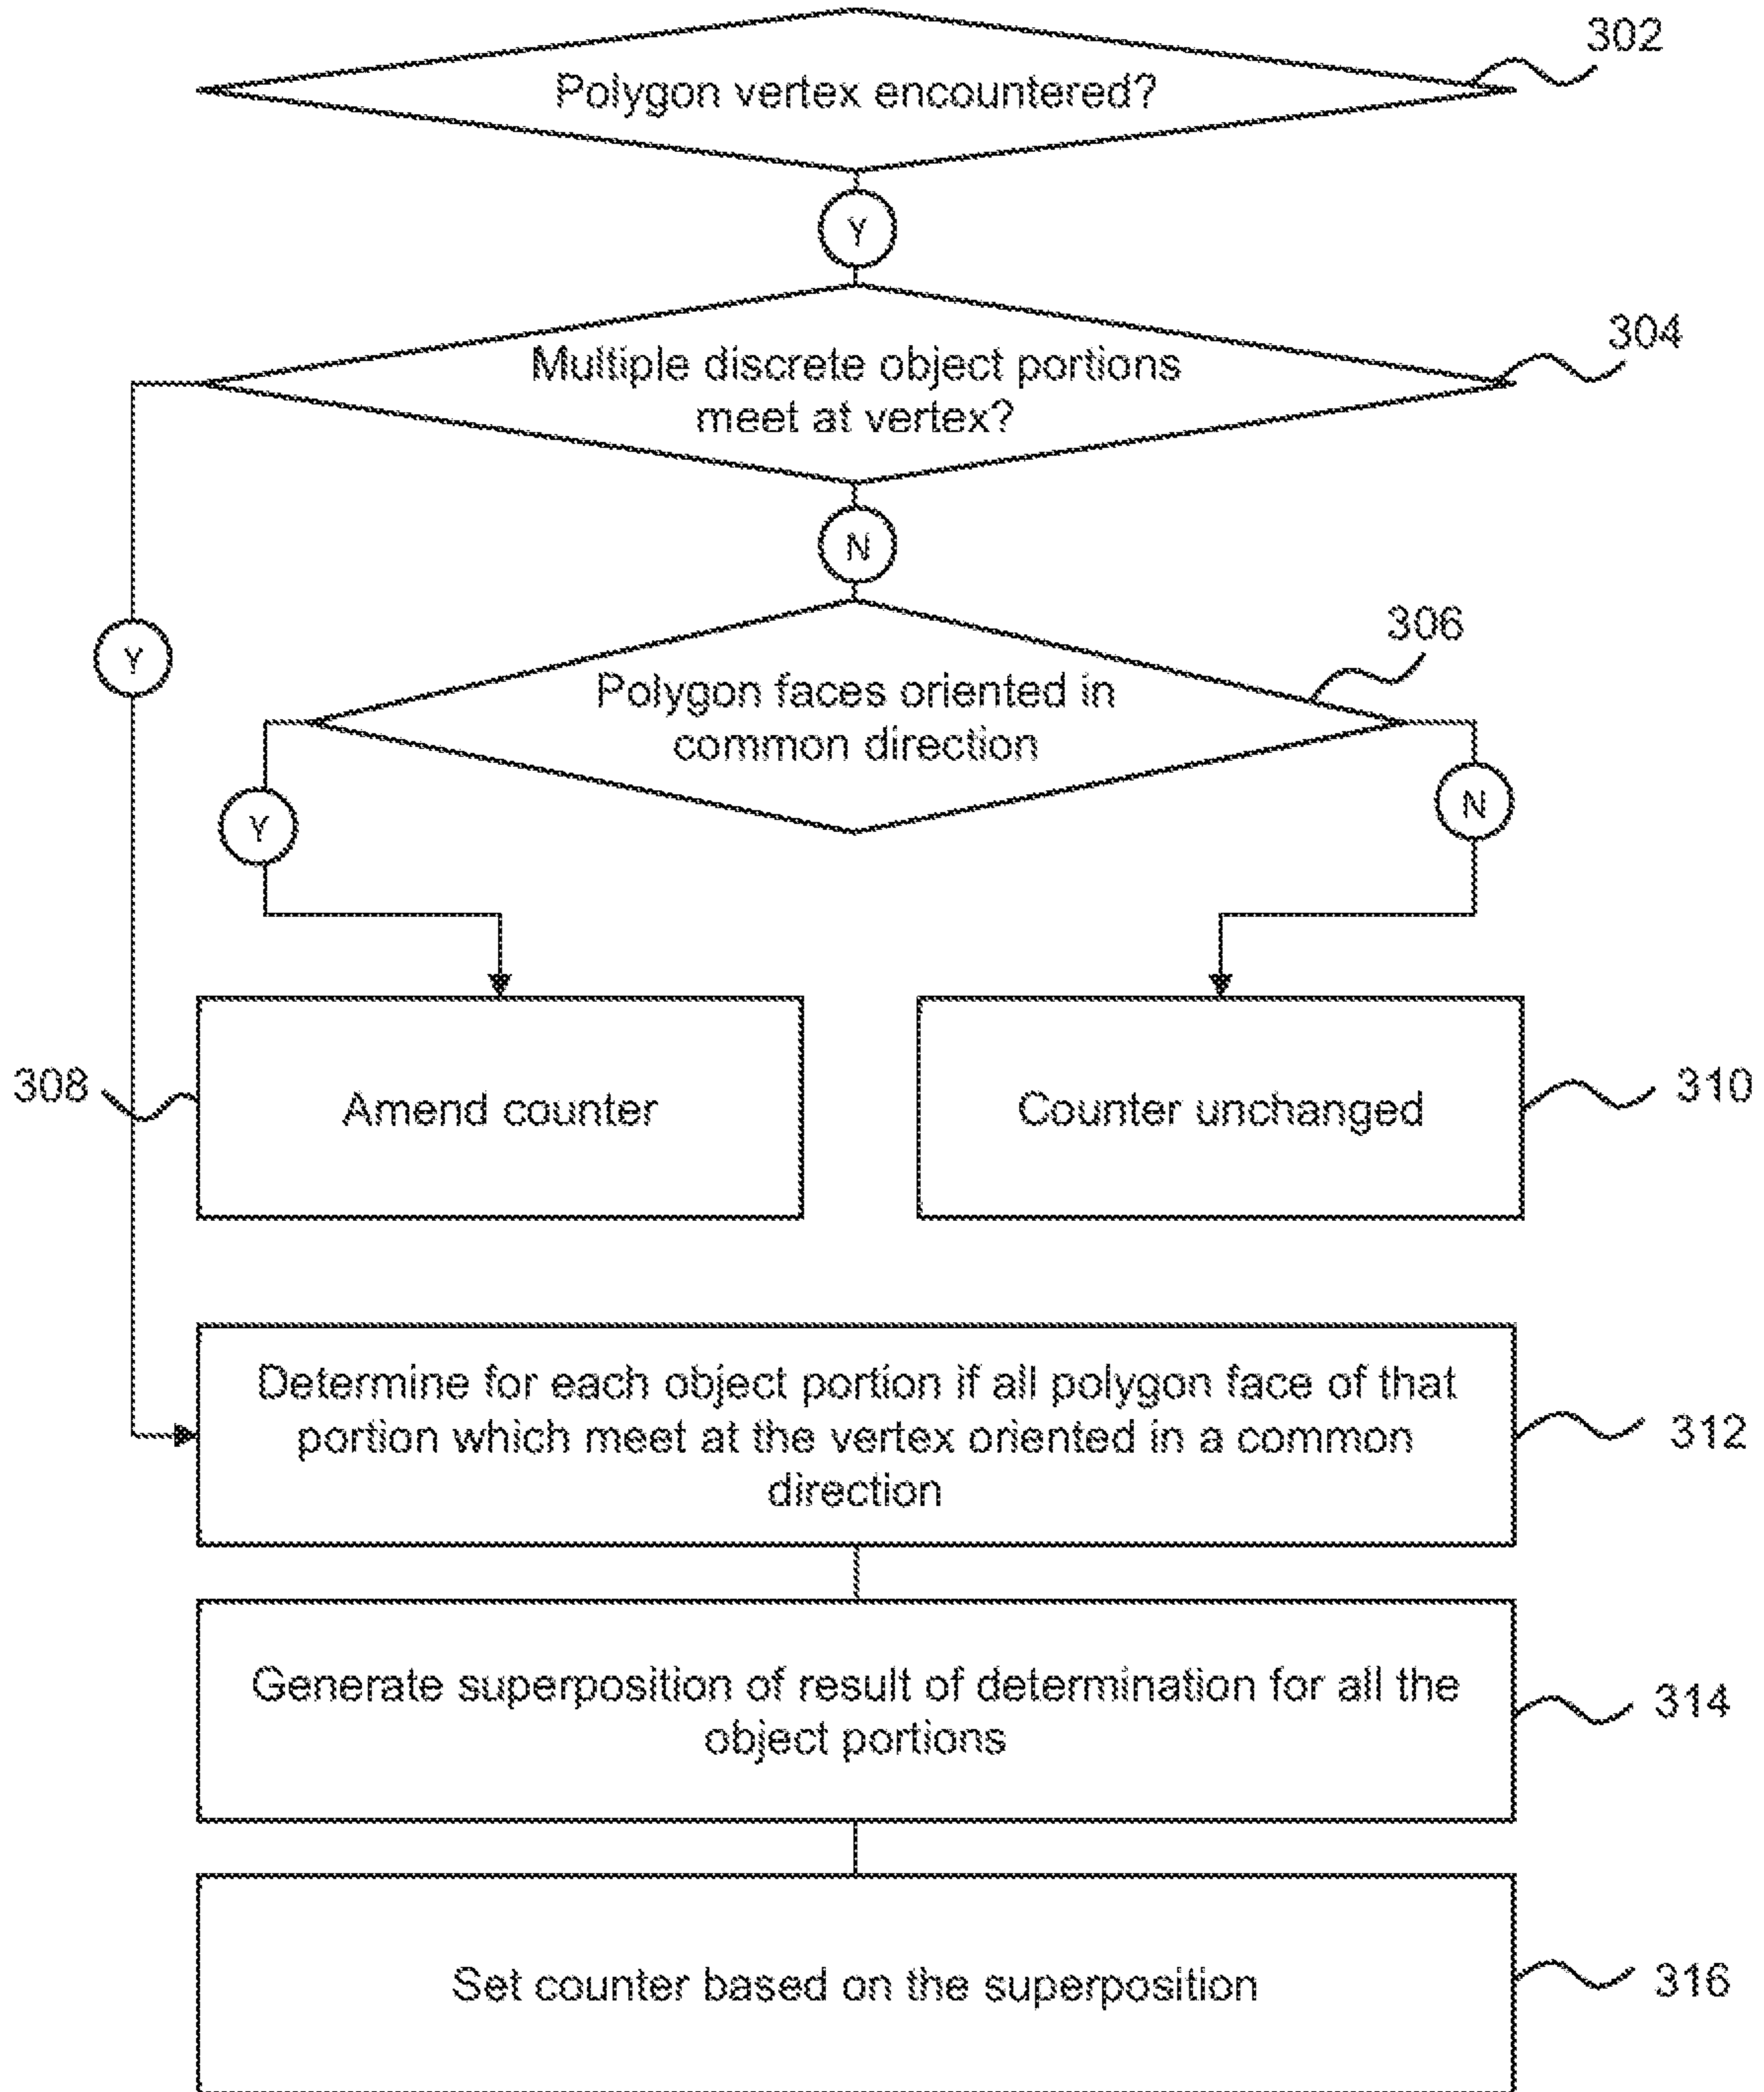 302
Polygon vertex encountered?
Y
304
Multiple discrete object portions
meet at vertex?
N
Y
306
Polygon faces oriented in
common direction
Y
N
308
Amend counter
Counter unchanged
310
Determine for each object portion if all polygon face of that
portion which meet at the vertex oriented in a common
direction
312
Generate superposition of result of determination for all the
object portions
314
Set counter based on the superposition
316